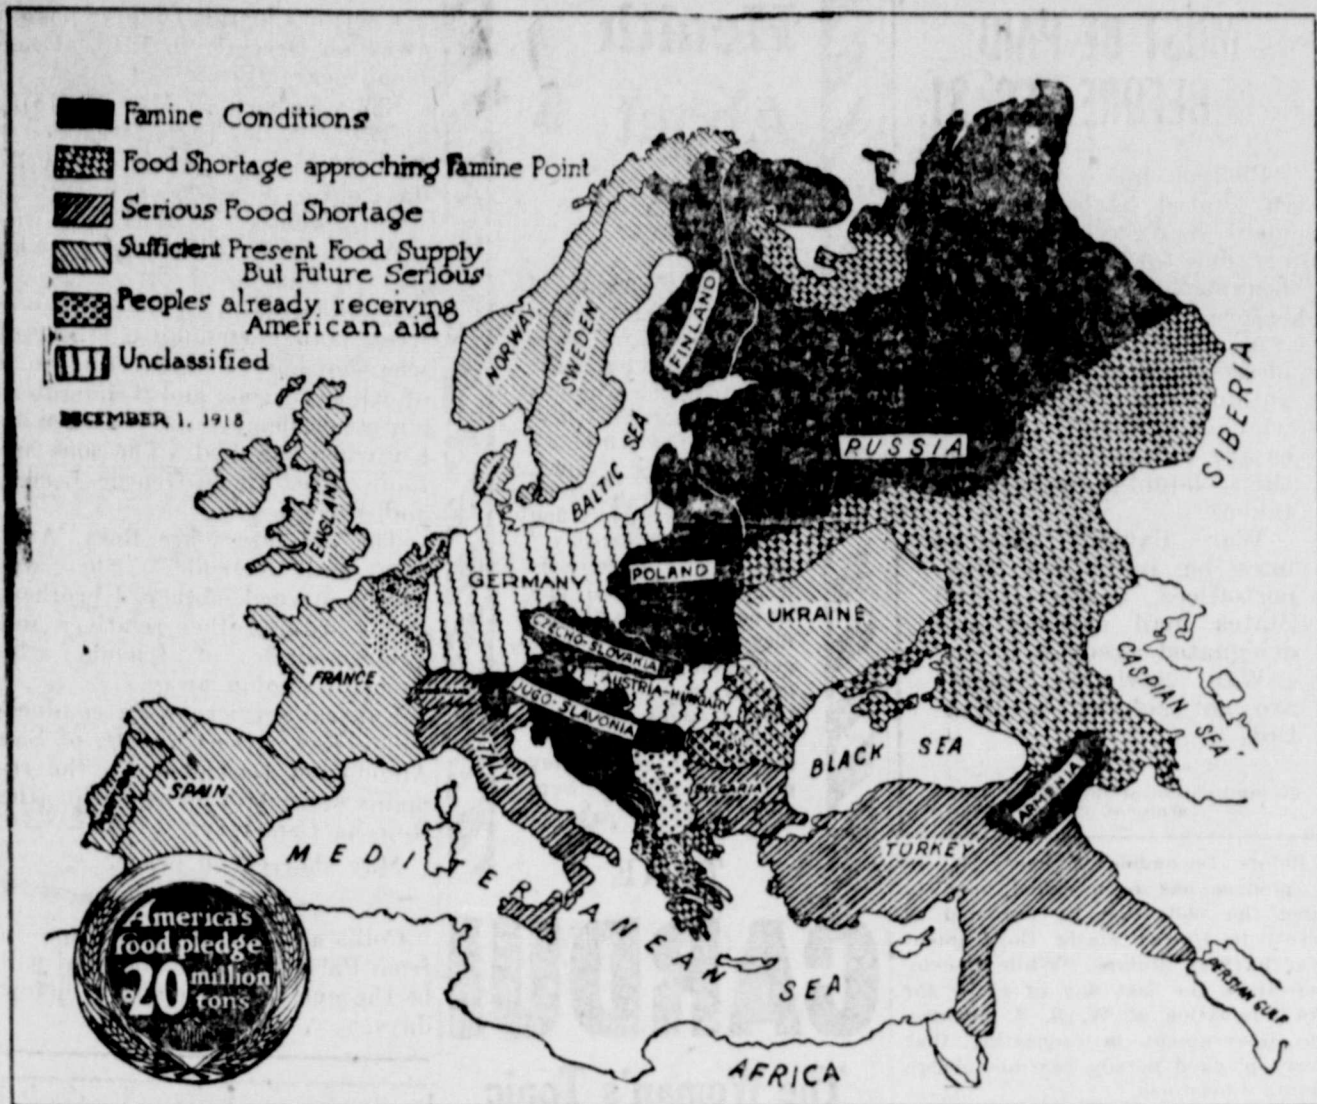 Famine Conditions
Food Shortage approching Famine Point
Serious Food Shortage
Sufficient Present Food Supply
But Future Serious
Peoples already receiving
American aid
Unclassified
DECEMBER 1, 1918
NORWAY
SWEDEN
FINLAND
BALTIC SEA
RUSSIA
SIBERIA
ENGLAND
GERMANY
POLAND
UKRAINE
CZECHO-SLOVAKIA
FRANCE
AUSTRIA-HUNGARY
JUGO-SLAVONIA
CASPIAN SEA
BLACK SEA
ITALY
SPAIN
BULGARIA
ARMENIA
TURKEY
MEDITERRANEAN SEA
PERSIAN GULF
AFRICA
America's
food pledge
20 million
tons